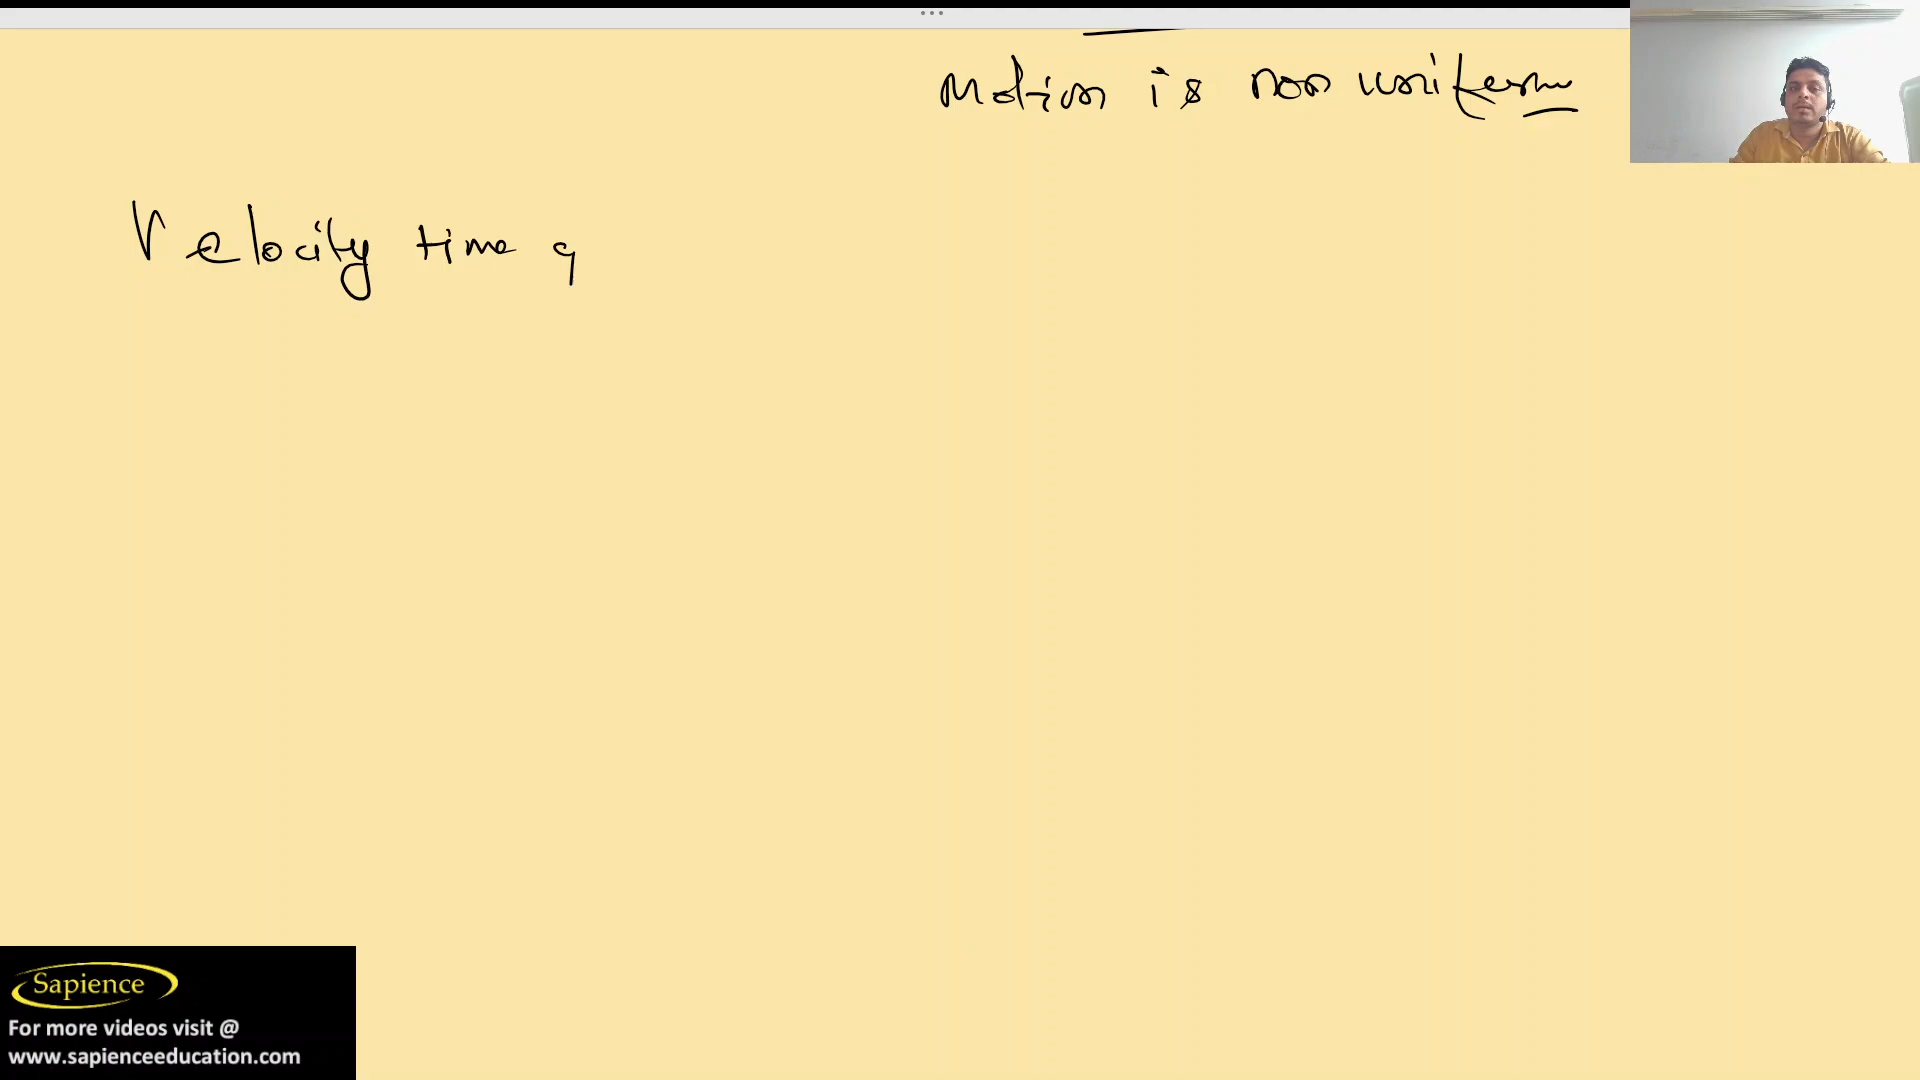 Motion is non uniform
Velocity time g
Sapience
For more videos visit @
www.sapienceeducation.com